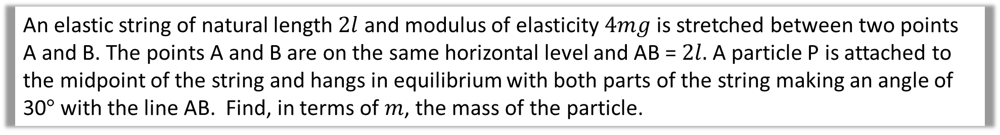 An elastic string of natural length 2l and modulus of elasticity 4mg is stretched between two points
A and B. The points A and B are on the same horizontal level and AB = 2l. A particle P is attached to
the midpoint of the string and hangs in equilibrium with both parts of the string making an angle of
30° with the line AB.  Find, in terms of m, the mass of the particle.